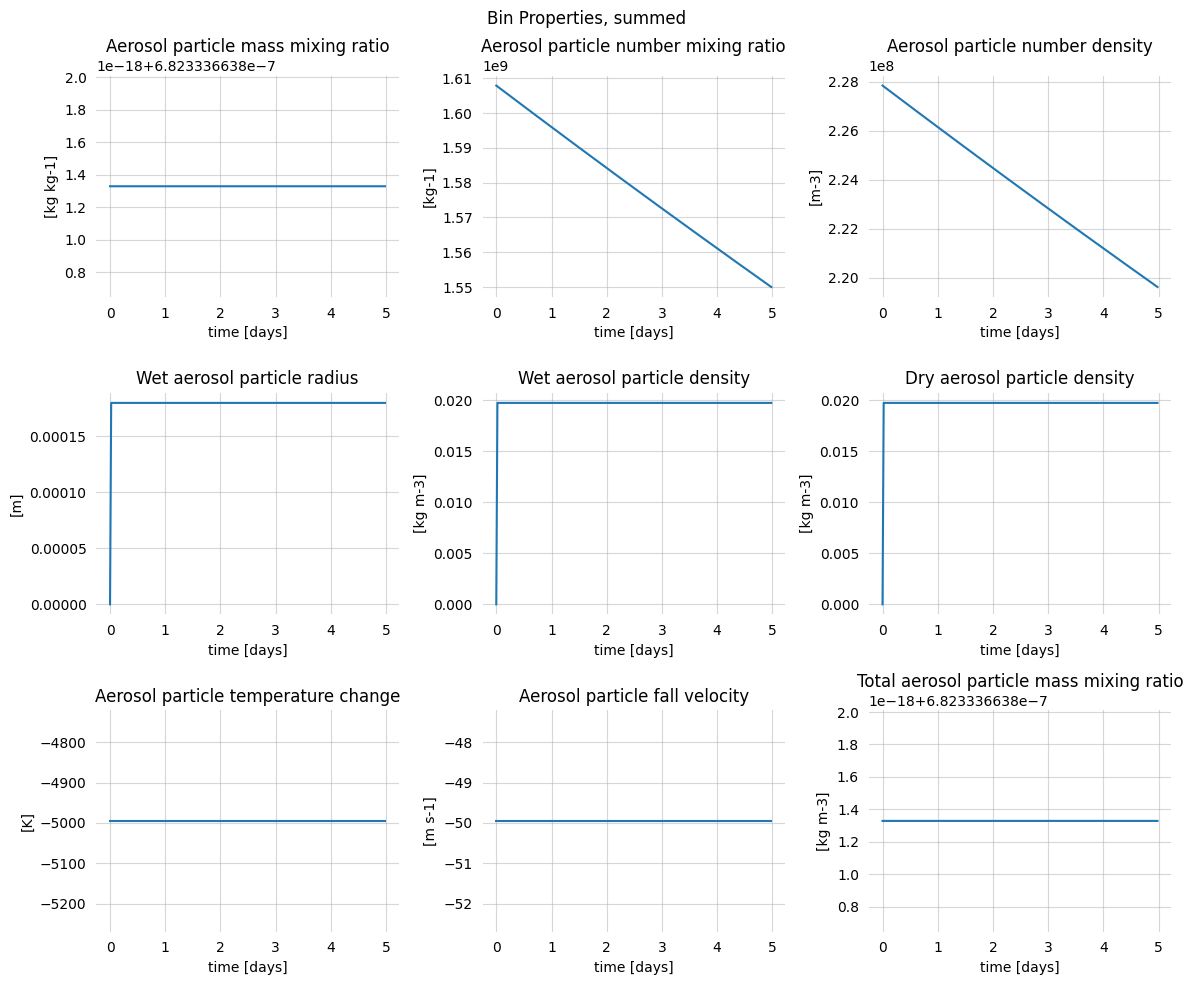 Bin Properties, summed
Aerosol particle mass mixing ratio
1e−18+6.823336638e−7
2.0
1.8
1.6
1.4
1.2
1.0
0.8
[kg kg-1]
0 1 2 3 4 5
time [days]
Aerosol particle number mixing ratio
1e9
1.61
1.60
1.59
1.58
1.57
1.56
1.55
[kg-1]
0 1 2 3 4 5
time [days]
Aerosol particle number density
1e8
2.28
2.26
2.24
2.22
2.20
[m-3]
0 1 2 3 4 5
time [days]
Wet aerosol particle radius
0.00015
0.00010
0.00005
0.00000
[m]
0 1 2 3 4 5
time [days]
Wet aerosol particle density
0.020
0.015
0.010
0.005
0.000
[kg m-3]
0 1 2 3 4 5
time [days]
Dry aerosol particle density
0.020
0.015
0.010
0.005
0.000
[kg m-3]
0 1 2 3 4 5
time [days]
Aerosol particle temperature change
−4800
−4900
−5000
−5100
−5200
[K]
0 1 2 3 4 5
time [days]
Aerosol particle fall velocity
−48
−49
−50
−51
−52
[m s-1]
0 1 2 3 4 5
time [days]
Total aerosol particle mass mixing ratio
1e−18+6.823336638e−7
2.0
1.8
1.6
1.4
1.2
1.0
0.8
[kg m-3]
0 1 2 3 4 5
time [days]